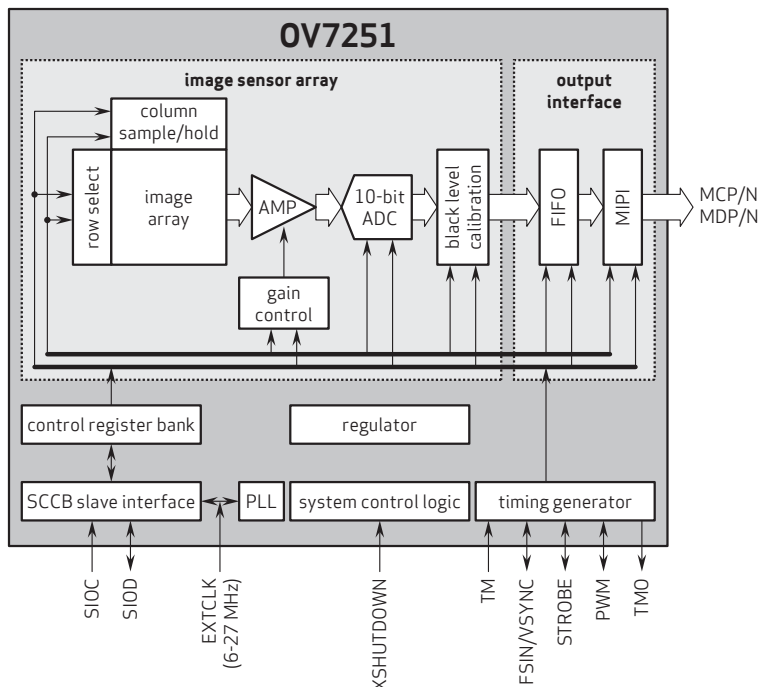 OV7251
image sensor array
output
interface
column
sample/hold
row select
image
array
AMP
10-bit
ADC
black level
calibration
FIFO
MIPI
MCP/N
MDP/N
gain
control
control register bank
regulator
SCCB slave interface
PLL
system control logic
timing generator
SIOC
SIOD
EXTCLK
(6-27 MHz)
XSHUTDOWN
TM
FSIN/VSYNC
STROBE
PWM
TMO